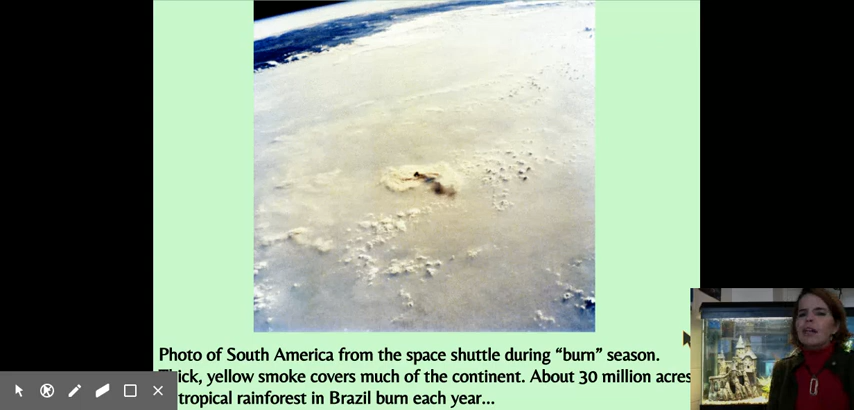 Photo of South America from the space shuttle during “burn” season.
yellow smoke covers much of the continent. About 30 million acres
tropical rainforest in Brazil burn each year...